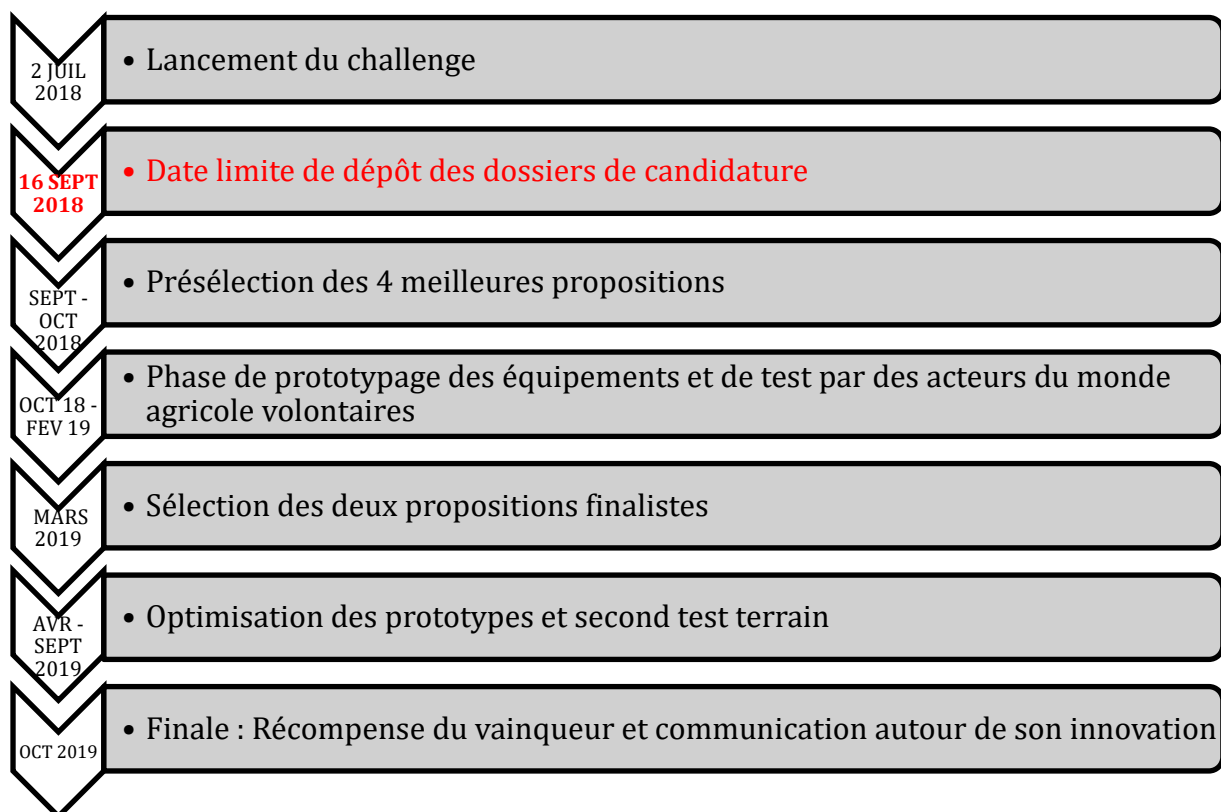 2 JUIL
2018
• Lancement du challenge
16 SEPT
2018
• Date limite de dépôt des dossiers de candidature
SEPT -
OCT
2018
• Présélection des 4 meilleures propositions
OCT 18 -
FEV 19
• Phase de prototypage des équipements et de test par des acteurs du monde
agricole volontaires
MARS
2019
• Sélection des deux propositions finalistes
AVR -
SEPT
2019
• Optimisation des prototypes et second test terrain
OCT 2019
• Finale : Récompense du vainqueur et communication autour de son innovation